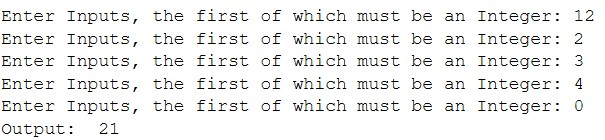 Enter Inputs, the first of which must be an Integer: 12
Enter Inputs, the first of which must be an Integer: 2
Enter Inputs, the first of which must be an Integer: 3
Enter Inputs, the first of which must be an Integer: 4
Enter Inputs, the first of which must be an Integer: 0
Output:  21